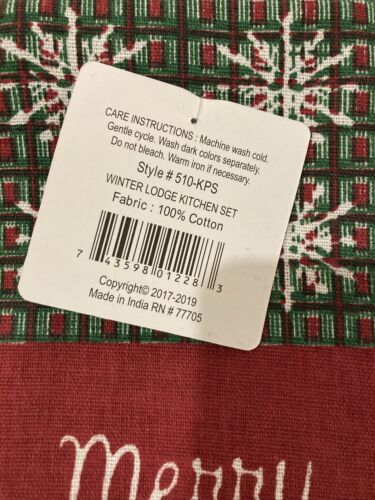 CARE INSTRUCTIONS : Machine wash cold.
Gentle cycle. Wash dark colors separately.
Do not bleach. Warm iron if necessary.
Style # 510-KPS
WINTER LODGE KITCHEN SET
Fabric : 100% Cotton
7 43598 01228 3
Copyright© 2017-2019
Made in India RN # 77705
Merry